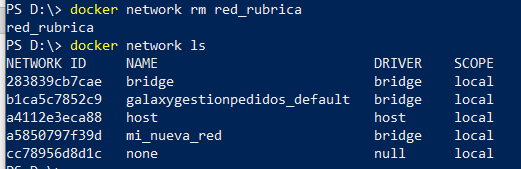 PS D:\> docker network rm red_rubrica
red_rubrica
PS D:\> docker network ls
NETWORK ID     NAME                          DRIVER    SCOPE
283839cb7cae   bridge                        bridge    local
b1ca5c7852c9   galaxygestionpedidos_default  bridge    local
a4112e3eca88   host                          host      local
a5850797f39d   mi_nueva_red                  bridge    local
cc78956d8d1c   none                          null      local